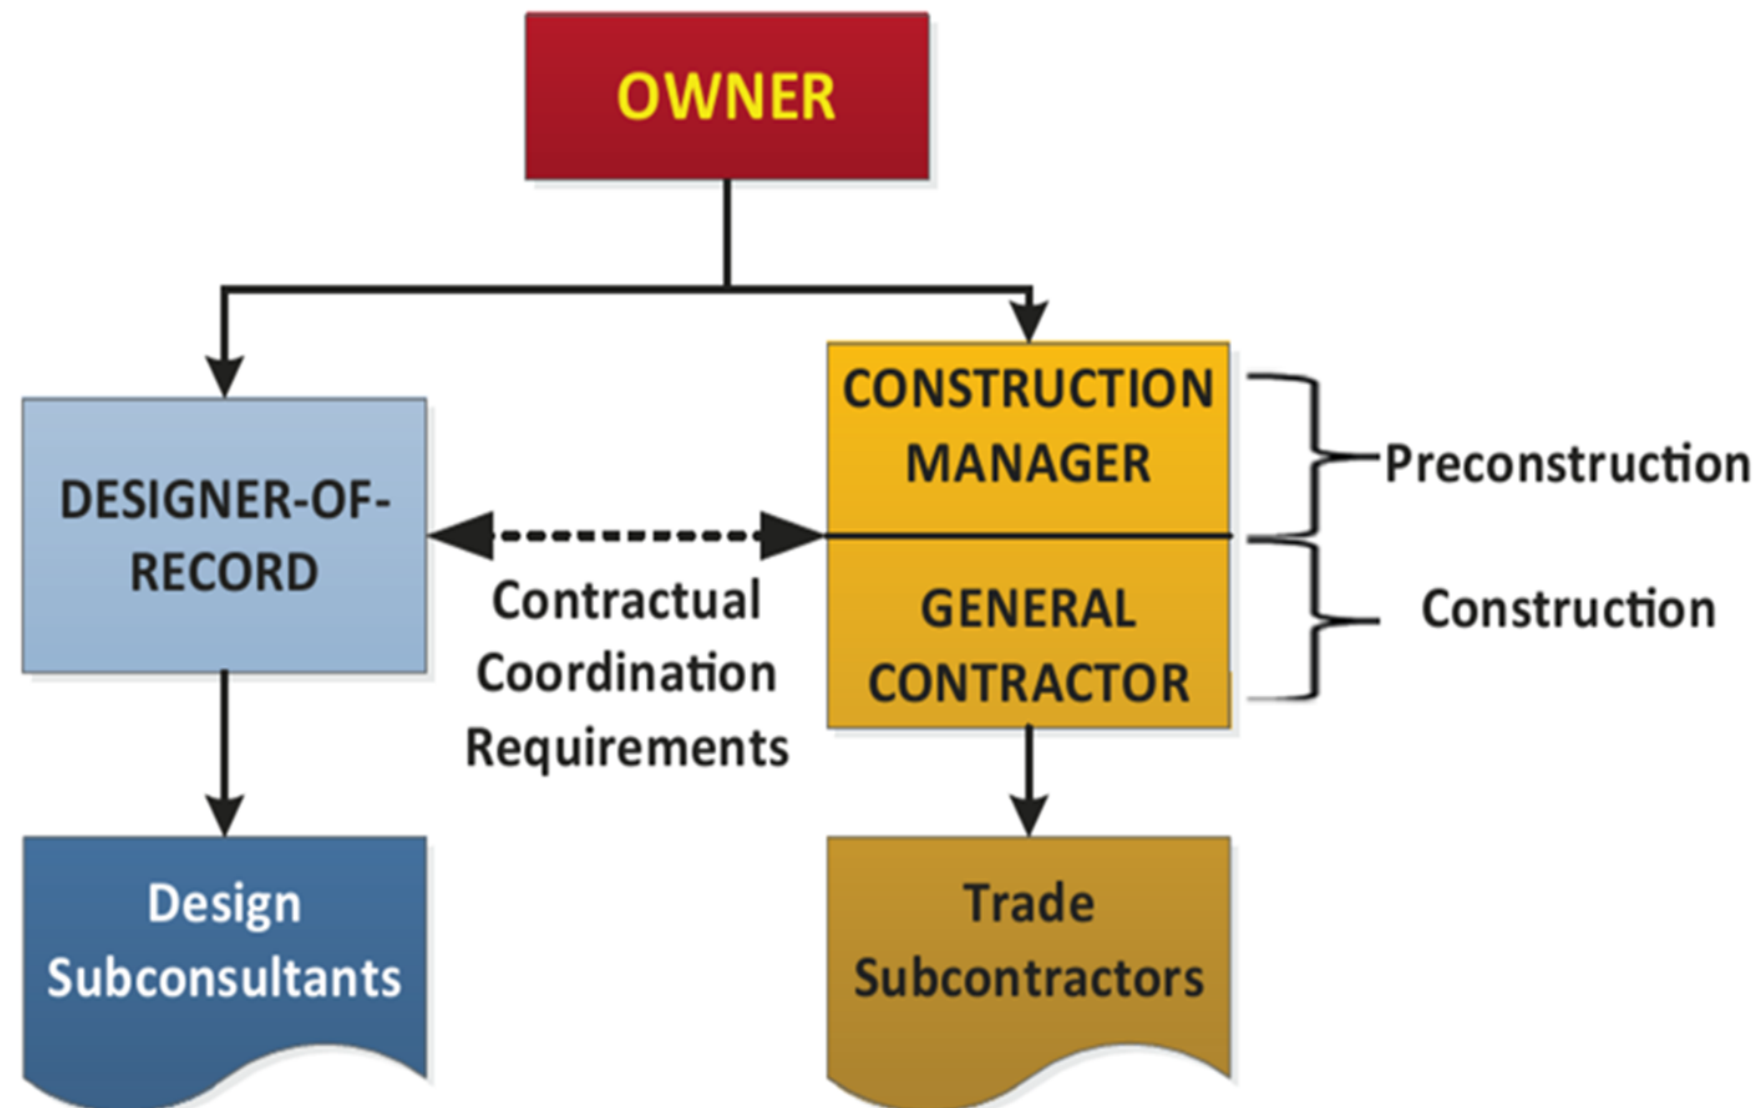 OWNER
DESIGNER-OF-
RECORD
Contractual
Coordination
Requirements
CONSTRUCTION
MANAGER
GENERAL
CONTRACTOR
Preconstruction
Construction
Design
Subconsultants
Trade
Subcontractors